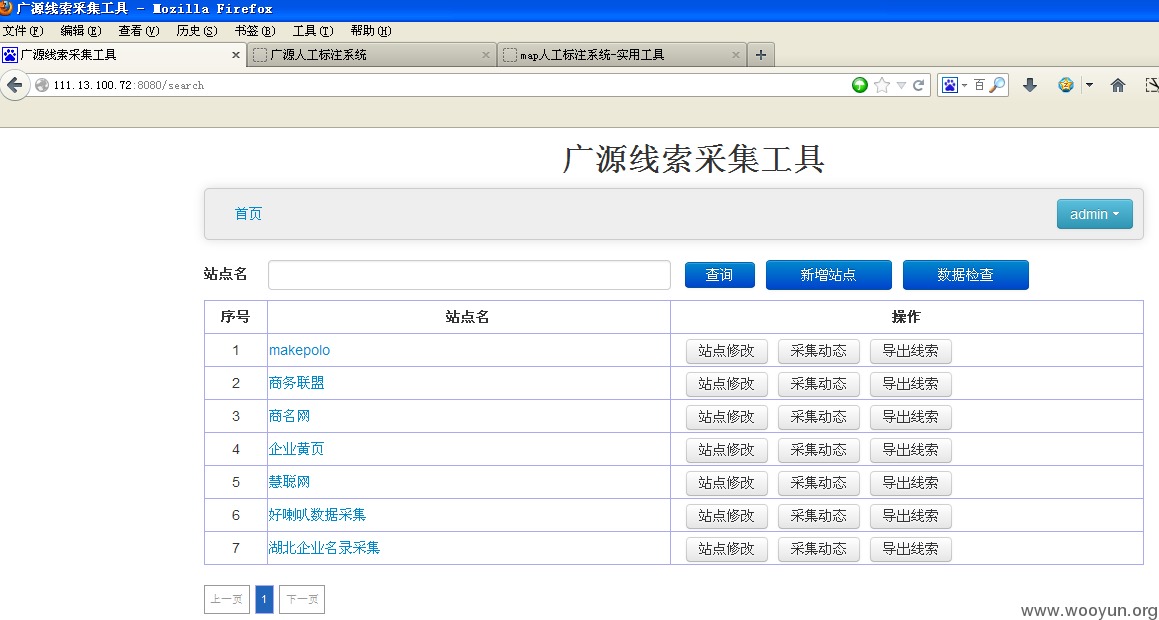 广源线索采集工具 - Mozilla Firefox
文件(F) 编辑(E) 查看(V) 历史(S) 书签(B) 工具(T) 帮助(H)
广源线索采集工具 × 广源人工标注系统 × map人工标注系统-实用工具 × +
111.13.100.72:8080/search 百
广源线索采集工具
首页 admin
站点名 查询 新增站点 数据检查
序号 站点名 操作
1 makepolo 站点修改 采集动态 导出线索
2 商务联盟 站点修改 采集动态 导出线索
3 商名网 站点修改 采集动态 导出线索
4 企业黄页 站点修改 采集动态 导出线索
5 慧聪网 站点修改 采集动态 导出线索
6 好喇叭数据采集 站点修改 采集动态 导出线索
7 湖北企业名录采集 站点修改 采集动态 导出线索
上一页 1 下一页
www.wooyun.org